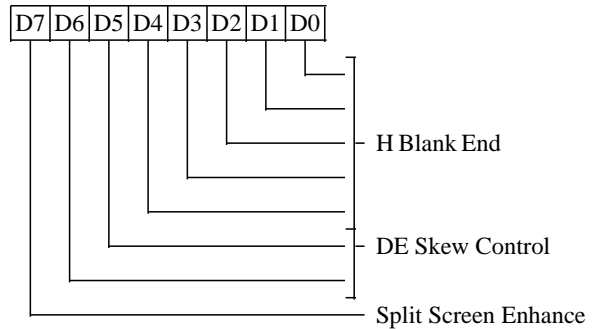 D7 D6 D5 D4 D3 D2 D1 D0
H Blank End
DE Skew Control
Split Screen Enhance